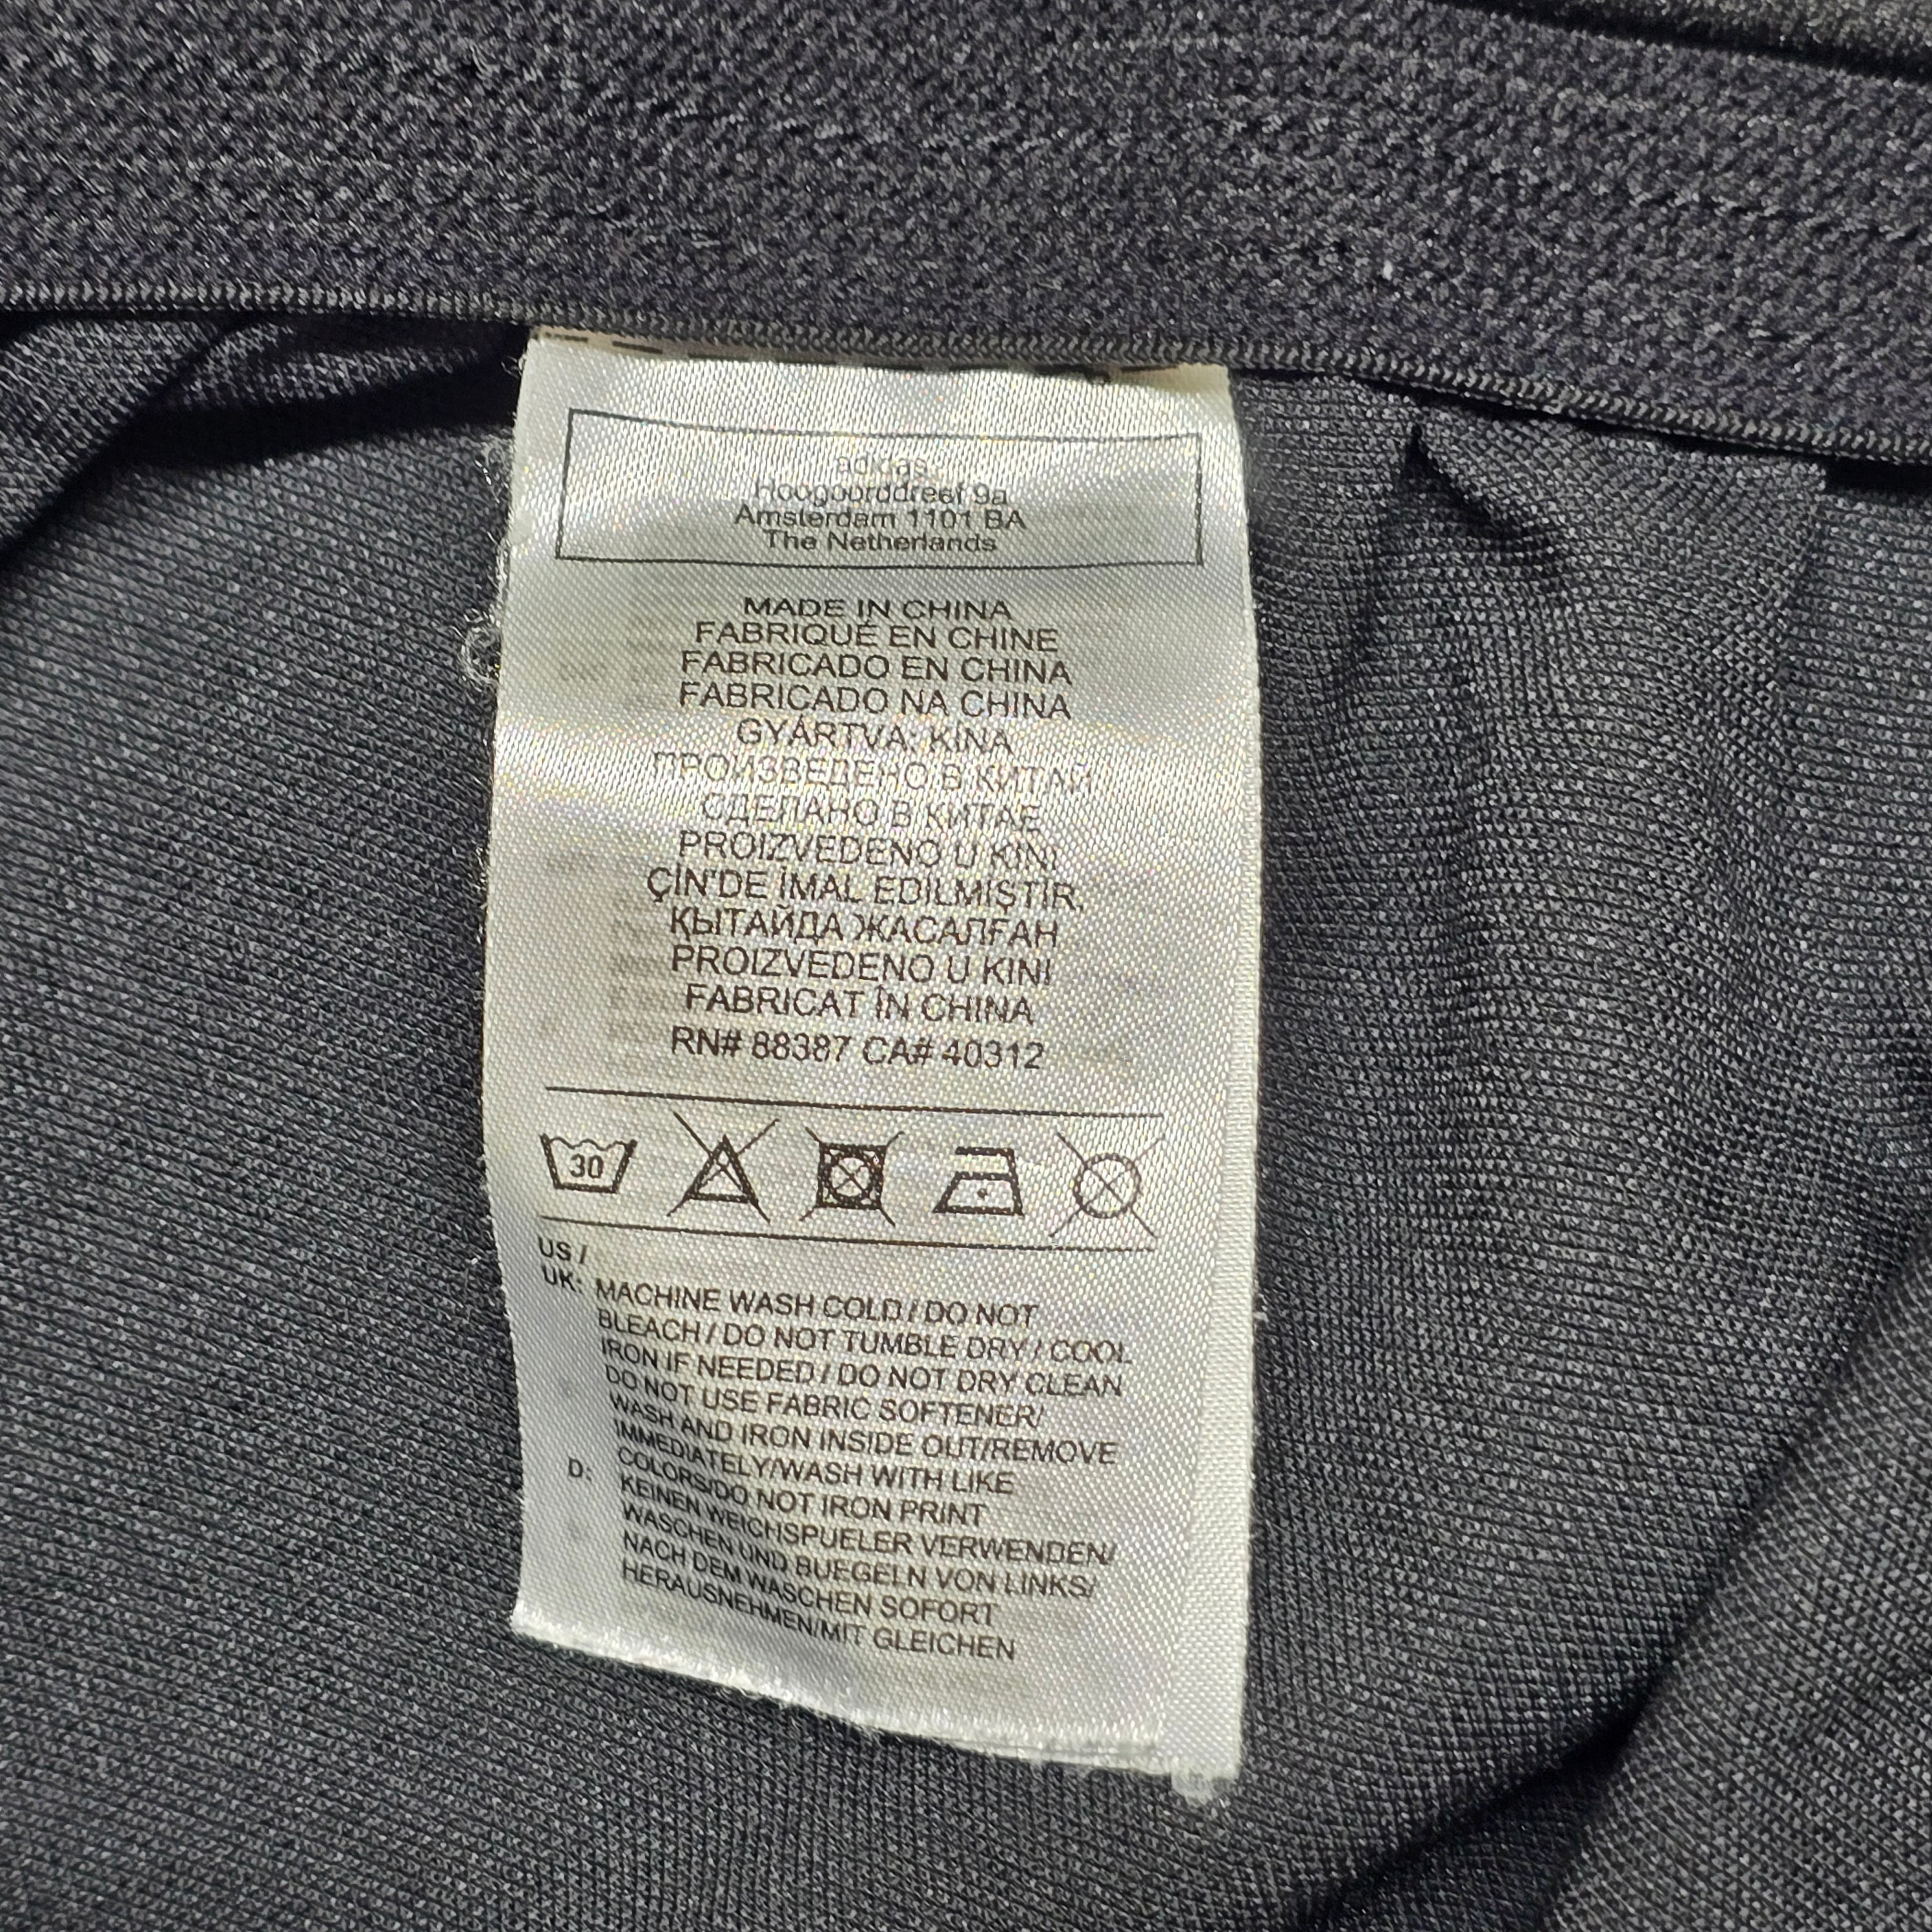 adidas
Hoogoorddreef 9a
Amsterdam 1101 BA
The Netherlands
MADE IN CHINA
FABRIQUÉ EN CHINE
FABRICADO EN CHINA
FABRICADO NA CHINA
GYÁRTVA: KÍNA
ПРОИЗВЕДЕНО В КИТАЙ
СДЕЛАНО В КИТАЕ
PROIZVEDENO U KINI
ÇİN'DE İMAL EDİLMİŞTİR.
ҚЫТАЙДА ЖАСАЛҒАН
PROIZVEDENO U KINI
FABRICAT ÎN CHINA
RN# 88387 CA# 40312
30
US /
UK: MACHINE WASH COLD / DO NOT
BLEACH / DO NOT TUMBLE DRY / COOL
IRON IF NEEDED / DO NOT DRY CLEAN
DO NOT USE FABRIC SOFTENER/
WASH AND IRON INSIDE OUT/REMOVE
IMMEDIATELY/WASH WITH LIKE
COLORS/DO NOT IRON PRINT
D: KEINEN WEICHSPUELER VERWENDEN/
WASCHEN UND BUEGELN VON LINKS/
NACH DEM WASCHEN SOFORT
HERAUSNEHMEN/MIT GLEICHEN